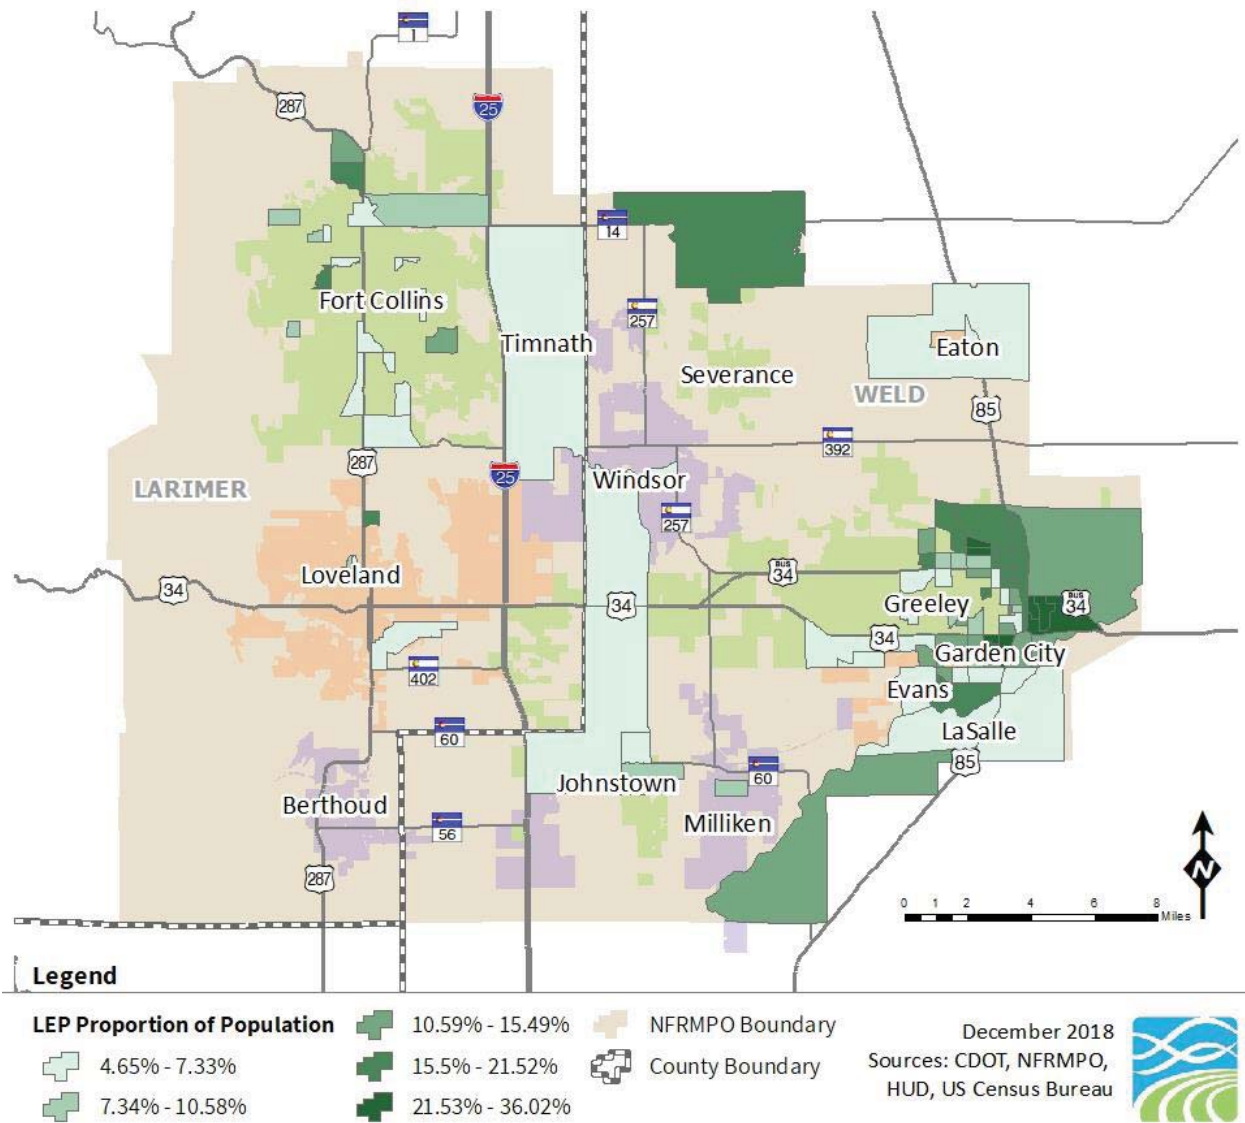 1
287
25
14
Fort Collins
257
Timnath
Eaton
Severance
WELD
85
392
287
25
LARIMER
Windsor
257
Loveland
BUS
34
34
34
Greeley
BUS
34
34
Garden City
402
Evans
60
LaSalle
85
Johnstown
60
Berthoud
56
Milliken
287
N
0 1 2 4 6 8
Miles
Legend
LEP Proportion of Population
4.65% - 7.33%
7.34% - 10.58%
10.59% - 15.49%
15.5% - 21.52%
21.53% - 36.02%
NFRMPO Boundary
County Boundary
December 2018
Sources: CDOT, NFRMPO,
HUD, US Census Bureau